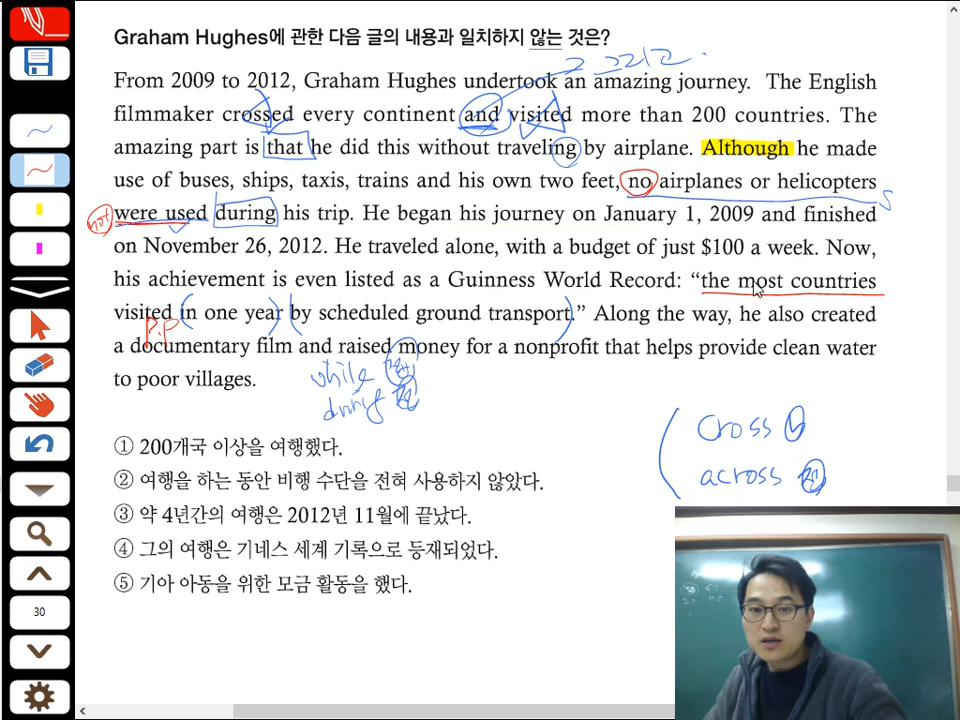 Graham Hughes에 관한 다음 글의 내용과 일치하지 않는 것은?
그리고
From 2009 to 2012, Graham Hughes undertook an amazing journey. The English
filmmaker crossed every continent and visited more than 200 countries. The
amazing part is that he did this without traveling by airplane. Although he made
use of buses, ships, taxis, trains and his own two feet, no airplanes or helicopters
S
not
were used during his trip. He began his journey on January 1, 2009 and finished
on November 26, 2012. He traveled alone, with a budget of just $100 a week. Now,
his achievement is even listed as a Guinness World Record: “the most countries
visited in one year by scheduled ground transport.” Along the way, he also created
P.P
a documentary film and raised money for a nonprofit that helps provide clean water
to poor villages.
while 접
during 전
cross
across 전
① 200개국 이상을 여행했다.
② 여행을 하는 동안 비행 수단을 전혀 사용하지 않았다.
③ 약 4년간의 여행은 2012년 11월에 끝났다.
④ 그의 여행은 기네스 세계 기록으로 등재되었다.
⑤ 기아 아동을 위한 모금 활동을 했다.
30